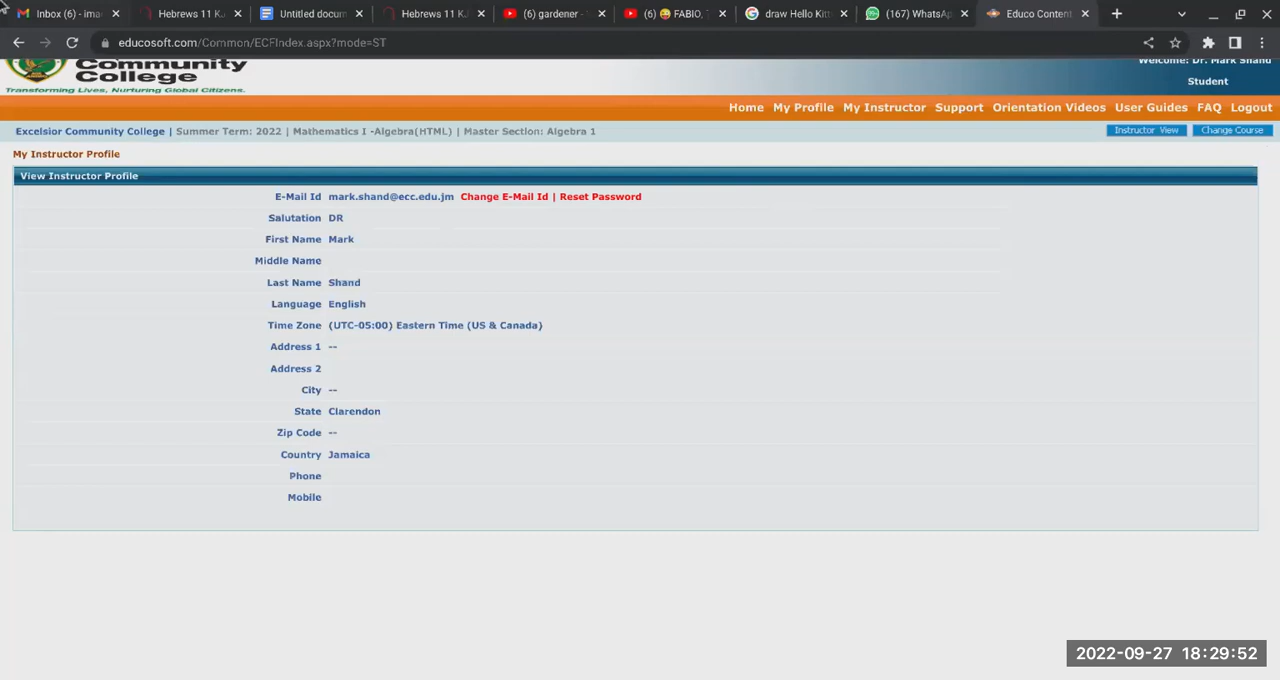 Inbox (6) - ima
Hebrews 11 KJ
Untitled docum
Hebrews 11 KJ
(6) gardener -
(6) 😜 FABIO,
draw Hello Kitt
(167) WhatsAp
Educo Content
educosoft.com/Common/ECFIndex.aspx?mode=ST
Community
College
Transforming Lives, Nurturing Global Citizens.
Welcome: Dr. Mark Shand
Student
Home My Profile My Instructor Support Orientation Videos User Guides FAQ Logout
Excelsior Community College | Summer Term: 2022 | Mathematics I -Algebra(HTML) | Master Section: Algebra 1
Instructor View Change Course
My Instructor Profile
View Instructor Profile
E-Mail Id mark.shand@ecc.edu.jm Change E-Mail Id | Reset Password
Salutation DR
First Name Mark
Middle Name
Last Name Shand
Language English
Time Zone (UTC-05:00) Eastern Time (US & Canada)
Address 1 --
Address 2
City --
State Clarendon
Zip Code --
Country Jamaica
Phone
Mobile
2022-09-27 18:29:52